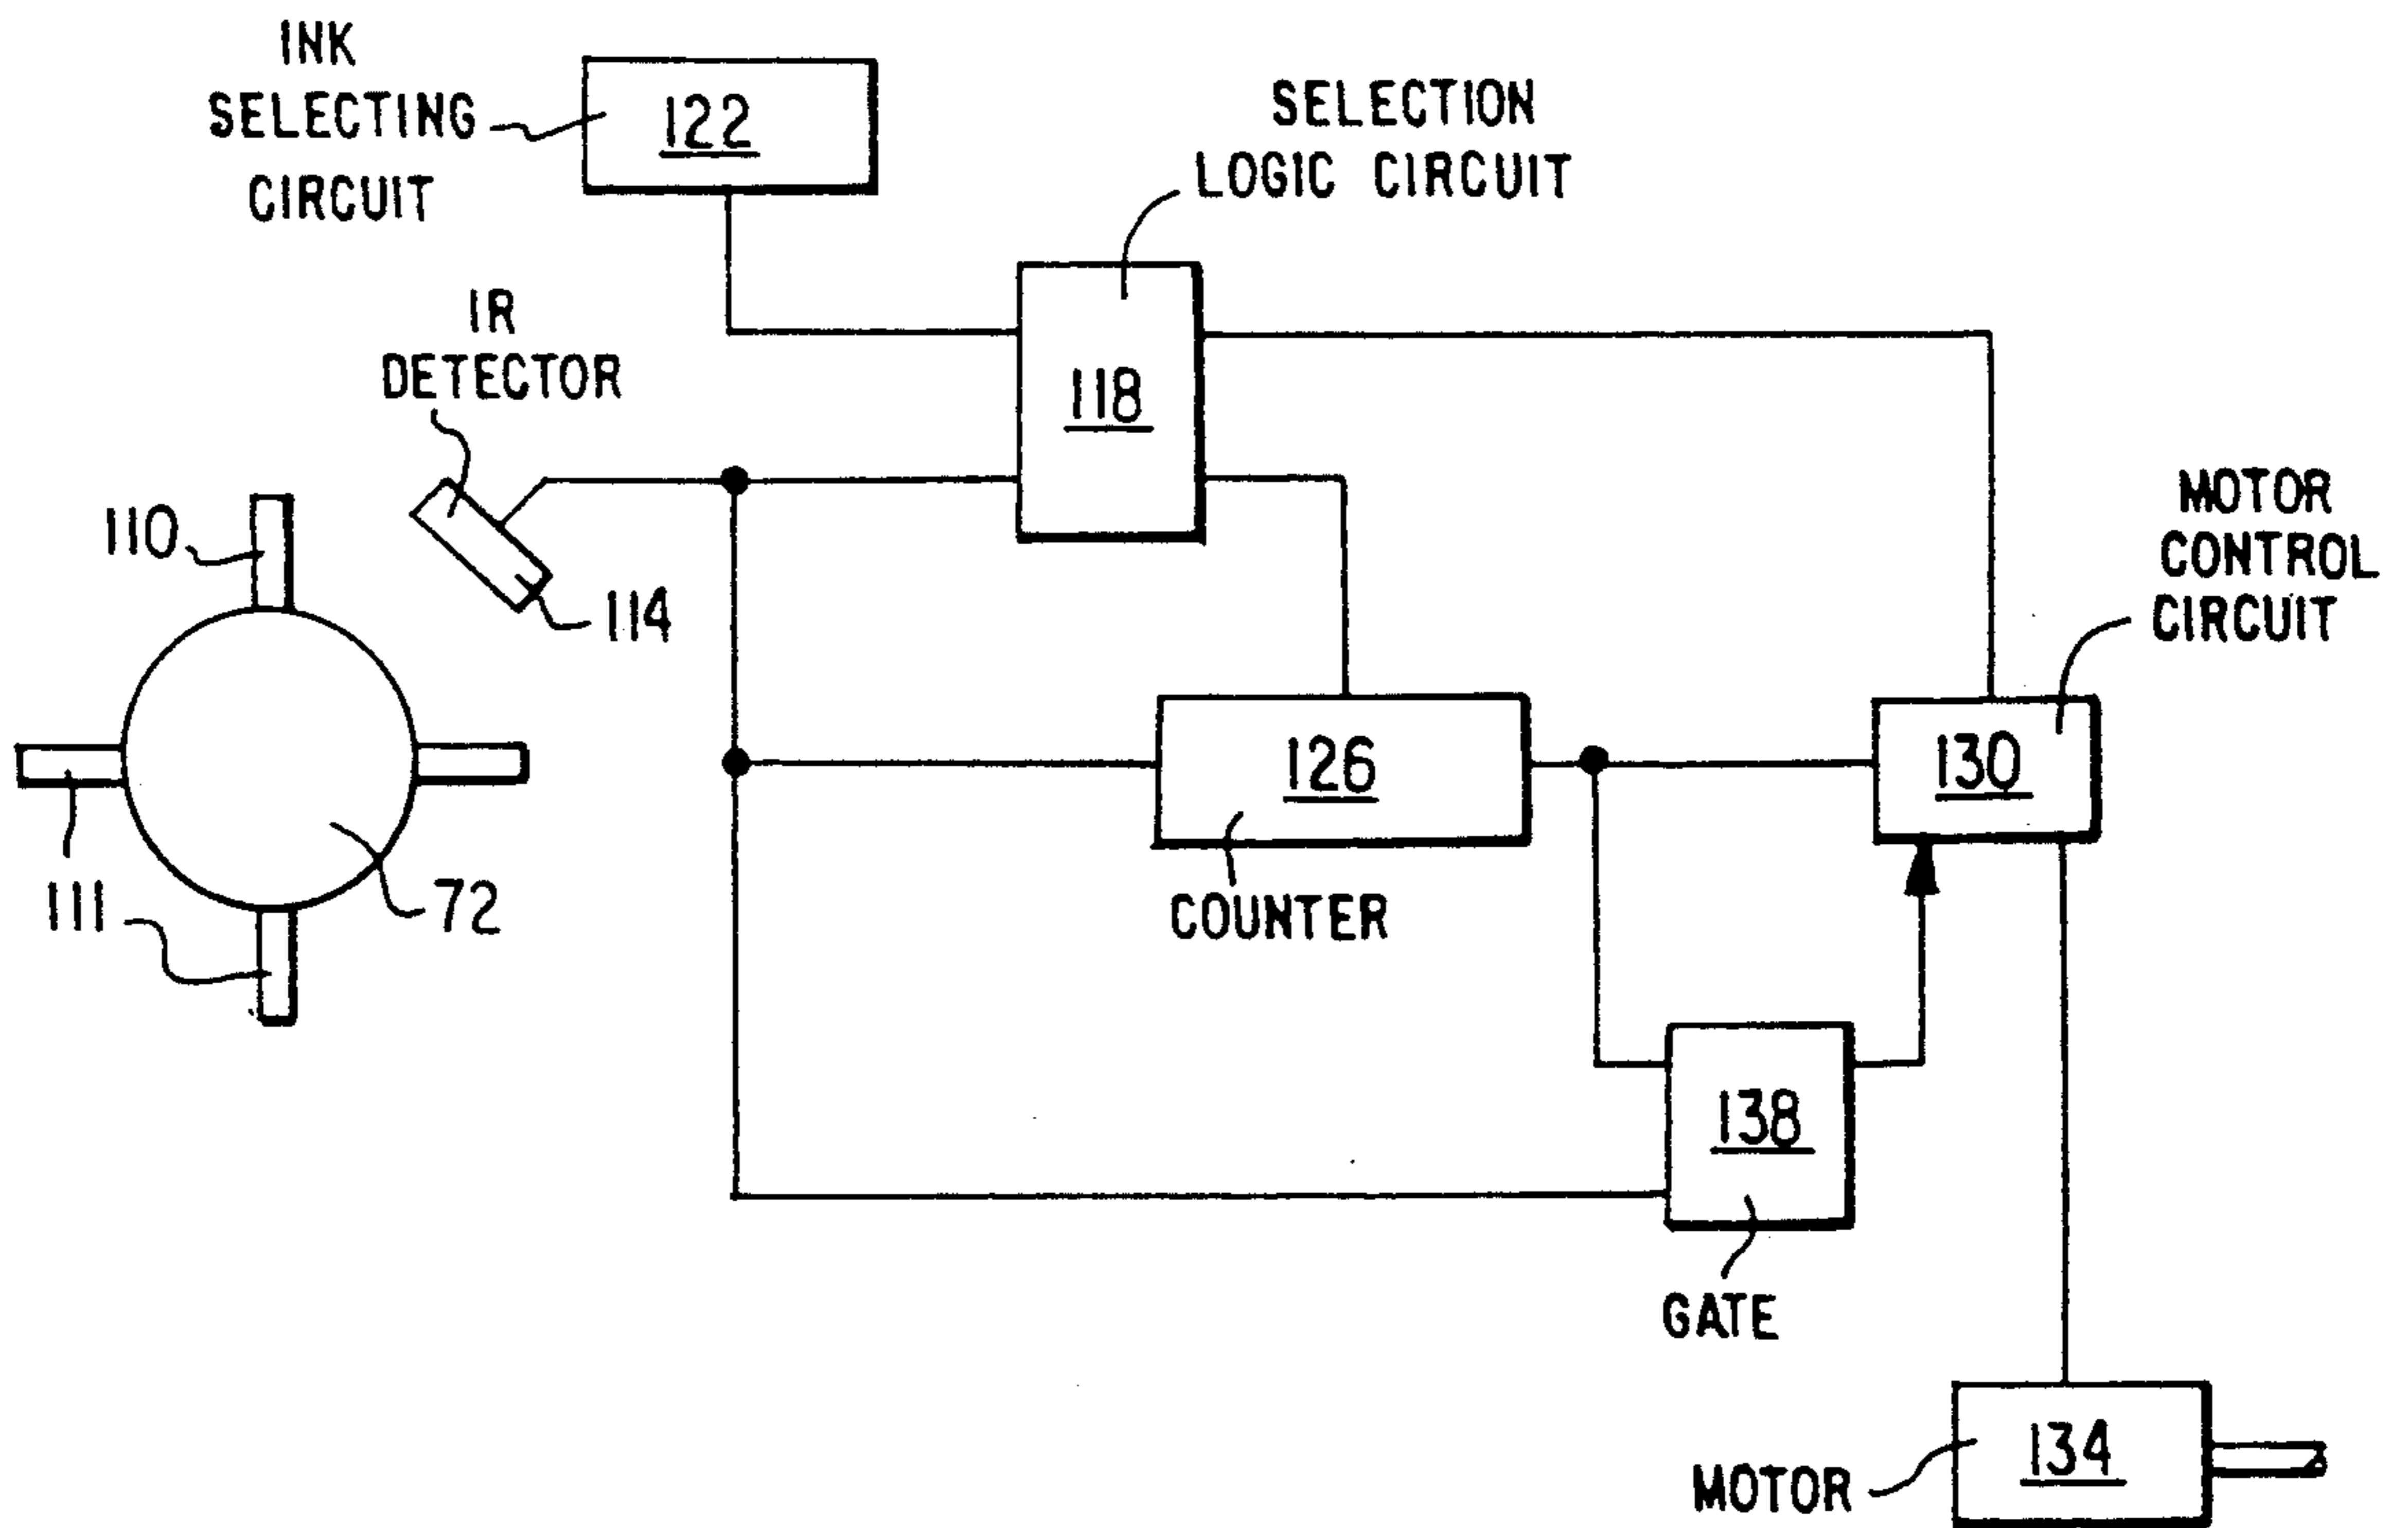 INK
SELECTING
CIRCUIT
122
SELECTION
LOGIC CIRCUIT
IR
DETECTOR
118
110
114
MOTOR
CONTROL
CIRCUIT
126
130
111
72
COUNTER
138
GATE
134
MOTOR